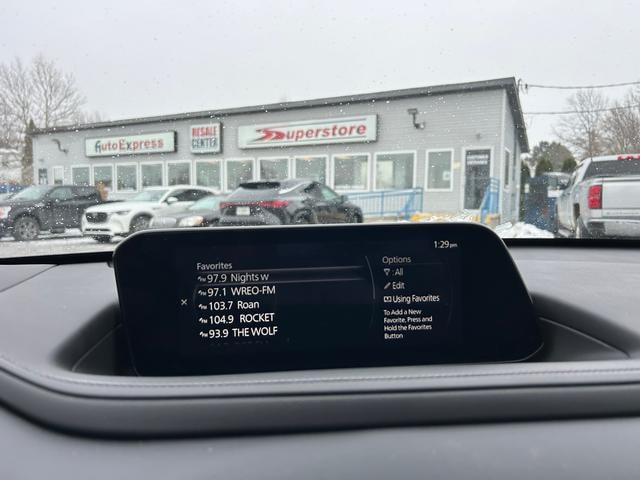 AutoExpress
RESALE
CENTER
Superstore
CUSTOMER
ENTRANCE
1:29pm
Favorites
97.9 Nights w
97.1 WREO-FM
103.7 Roan
104.9 ROCKET
93.9 THE WOLF
Options
:All
Edit
Using Favorites
To Add a New
Favorite, Press and
Hold the Favorites
Button